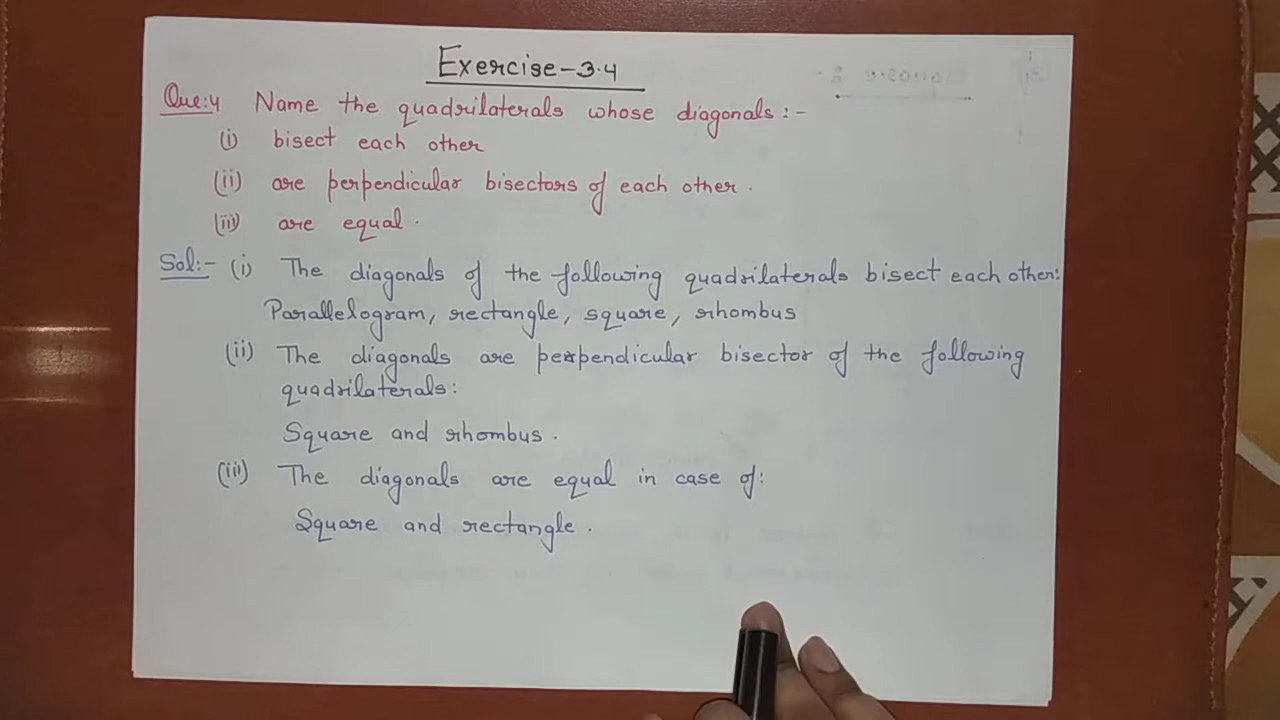 Exercise-3.4
Que:4 Name the quadrilaterals whose diagonals :-
(i) bisect each other
(ii) are perpendicular bisectors of each other.
(iii) are equal.
Sol:- (i) The diagonals of the following quadrilaterals bisect each other:
Parallelogram, rectangle, square, rhombus
(ii) The diagonals are perpendicular bisector of the following
quadrilaterals:
Square and rhombus.
(iii) The diagonals are equal in case of:
Square and rectangle.